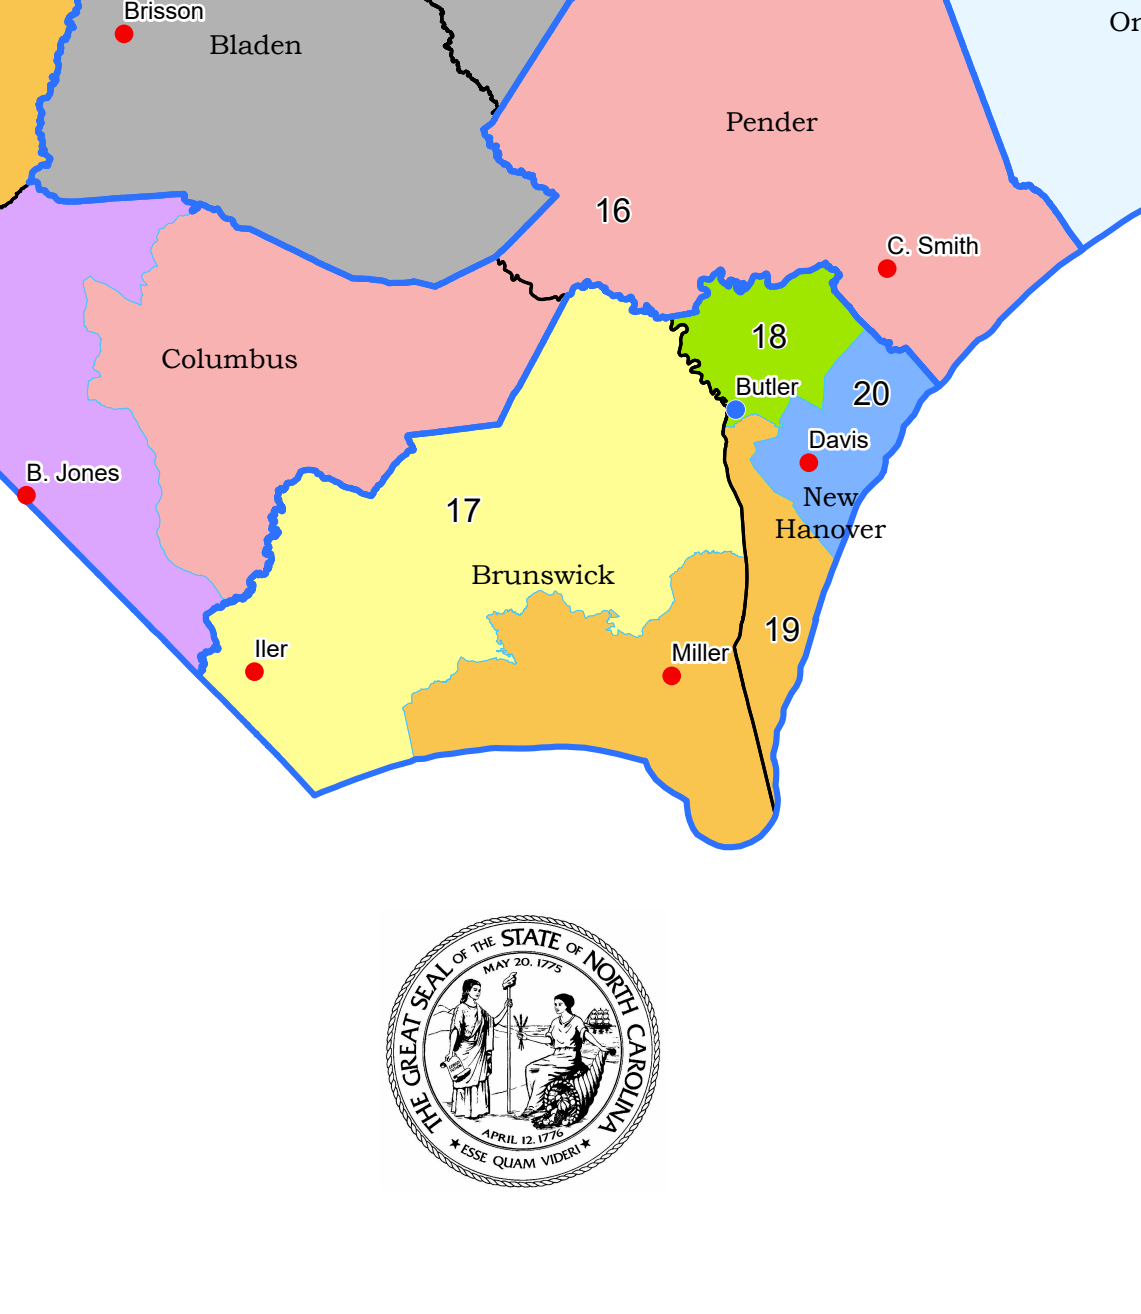 Brisson
Bladen
On
Pender
16
C. Smith
18
Columbus
Butler
20
Davis
B. Jones
New
Hanover
17
Brunswick
19
Iler
Miller
THE GREAT SEAL OF THE STATE OF NORTH CAROLINA
MAY 20, 1775
APRIL 12, 1776
★ ESSE QUAM VIDERI ★